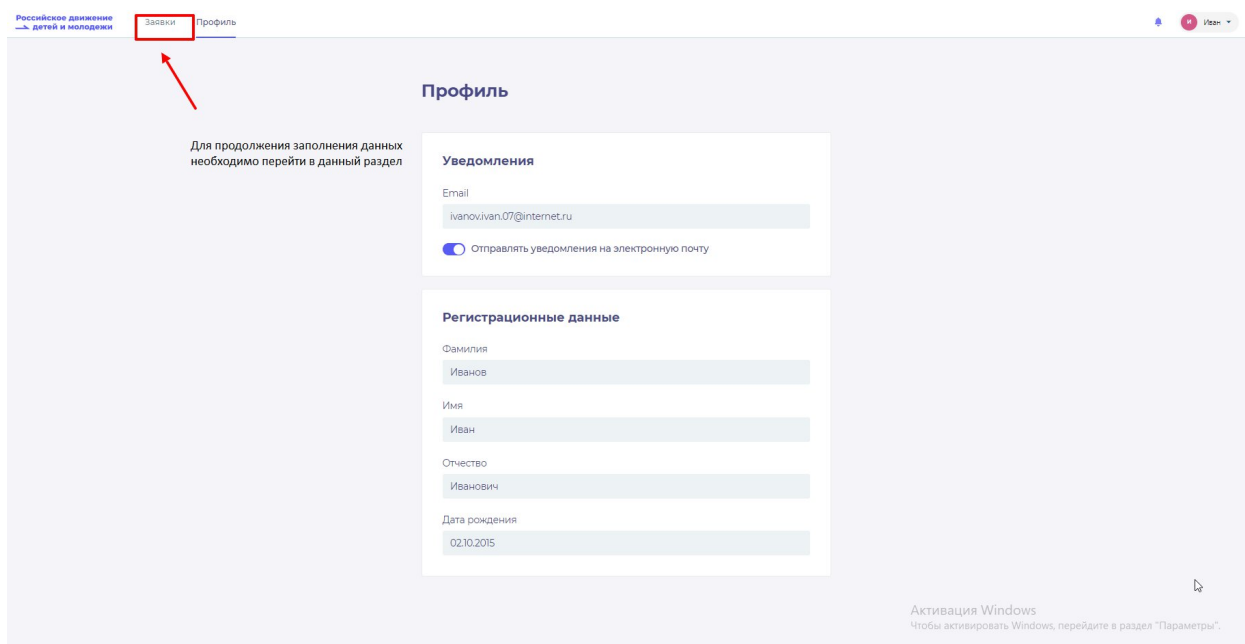 Российское движение
детей и молодежи
Заявки
Профиль
И
Иван
Профиль
Для продолжения заполнения данных
необходимо перейти в данный раздел
Уведомления
Email
ivanov.ivan.07@internet.ru
Отправлять уведомления на электронную почту
Регистрационные данные
Фамилия
Иванов
Имя
Иван
Отчество
Иванович
Дата рождения
02.10.2015
Активация Windows
Чтобы активировать Windows, перейдите в раздел "Параметры".